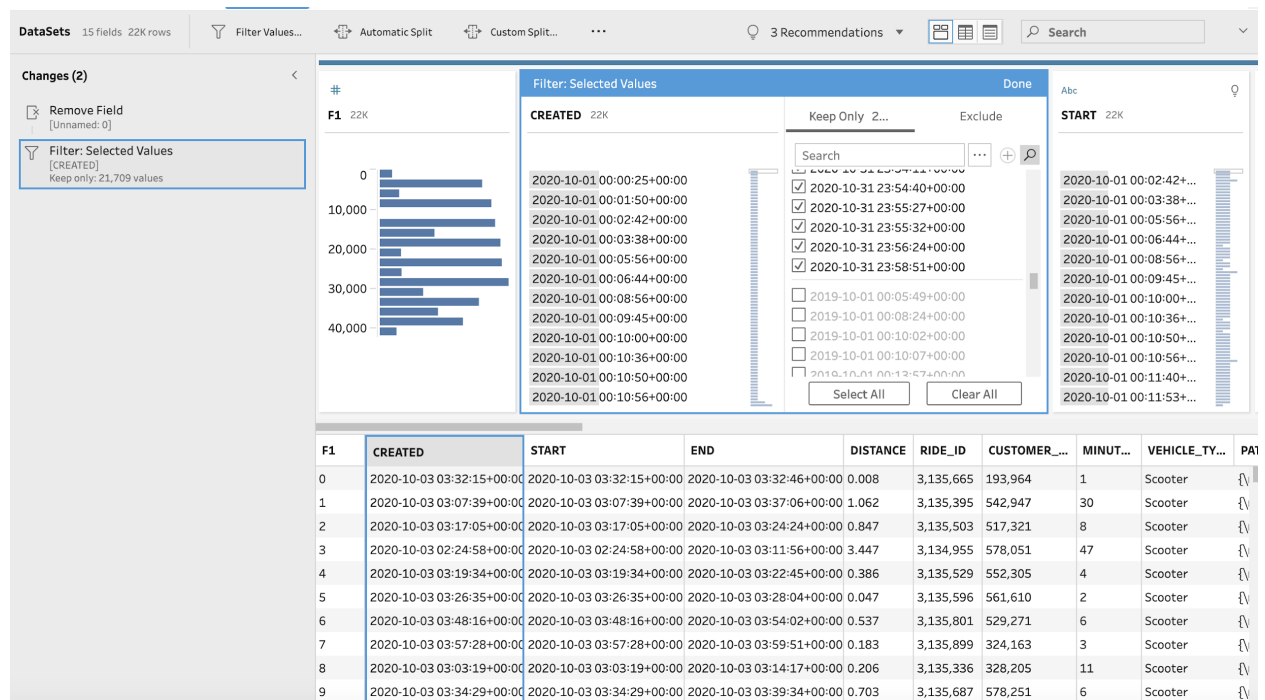 DataSets 15 fields 22K rows Filter Values... Automatic Split Custom Split... ... 3 Recommendations Search
Changes (2)
Remove Field
[Unnamed: 0]
Filter: Selected Values
[CREATED]
Keep only: 21,709 values
#
F1 22K
0
10,000
20,000
30,000
40,000
Filter: Selected Values Done
CREATED 22K
2020-10-01 00:00:25+00:00
2020-10-01 00:01:50+00:00
2020-10-01 00:02:42+00:00
2020-10-01 00:03:38+00:00
2020-10-01 00:05:56+00:00
2020-10-01 00:06:44+00:00
2020-10-01 00:08:56+00:00
2020-10-01 00:09:45+00:00
2020-10-01 00:10:00+00:00
2020-10-01 00:10:36+00:00
2020-10-01 00:10:50+00:00
2020-10-01 00:10:56+00:00
Keep Only 2... Exclude
Search ...
2020-10-31 23:54:11+00:00
2020-10-31 23:54:40+00:00
2020-10-31 23:55:27+00:00
2020-10-31 23:55:32+00:00
2020-10-31 23:56:24+00:00
2020-10-31 23:58:51+00:00
2019-10-01 00:05:49+00:00
2019-10-01 00:08:24+00:00
2019-10-01 00:10:02+00:00
2019-10-01 00:10:07+00:00
2019-10-01 00:13:57+00:00
Select All Clear All
Abc
START 22K
2020-10-01 00:02:42+...
2020-10-01 00:03:38+...
2020-10-01 00:05:56+...
2020-10-01 00:06:44+...
2020-10-01 00:08:56+...
2020-10-01 00:09:45+...
2020-10-01 00:10:00+...
2020-10-01 00:10:36+...
2020-10-01 00:10:50+...
2020-10-01 00:10:56+...
2020-10-01 00:11:40+...
2020-10-01 00:11:53+...
F1 CREATED START END DISTANCE RIDE_ID CUSTOMER_... MINUT... VEHICLE_TY... PAT
0 2020-10-03 03:32:15+00:00 2020-10-03 03:32:15+00:00 2020-10-03 03:32:46+00:00 0.008 3,135,665 193,964 1 Scooter {\
1 2020-10-03 03:07:39+00:00 2020-10-03 03:07:39+00:00 2020-10-03 03:37:06+00:00 1.062 3,135,395 542,947 30 Scooter {\
2 2020-10-03 03:17:05+00:00 2020-10-03 03:17:05+00:00 2020-10-03 03:24:24+00:00 0.847 3,135,503 517,321 8 Scooter {\
3 2020-10-03 02:24:58+00:00 2020-10-03 02:24:58+00:00 2020-10-03 03:11:56+00:00 3.447 3,134,955 578,051 47 Scooter {\
4 2020-10-03 03:19:34+00:00 2020-10-03 03:19:34+00:00 2020-10-03 03:22:45+00:00 0.386 3,135,529 552,305 4 Scooter {\
5 2020-10-03 03:26:35+00:00 2020-10-03 03:26:35+00:00 2020-10-03 03:28:04+00:00 0.047 3,135,596 561,610 2 Scooter {\
6 2020-10-03 03:48:16+00:00 2020-10-03 03:48:16+00:00 2020-10-03 03:54:02+00:00 0.537 3,135,801 529,271 6 Scooter {\
7 2020-10-03 03:57:28+00:00 2020-10-03 03:57:28+00:00 2020-10-03 03:59:51+00:00 0.183 3,135,899 324,163 3 Scooter {\
8 2020-10-03 03:03:19+00:00 2020-10-03 03:03:19+00:00 2020-10-03 03:14:17+00:00 0.206 3,135,336 328,205 11 Scooter {\
9 2020-10-03 03:34:29+00:00 2020-10-03 03:34:29+00:00 2020-10-03 03:39:34+00:00 0.703 3,135,687 578,251 6 Scooter {\